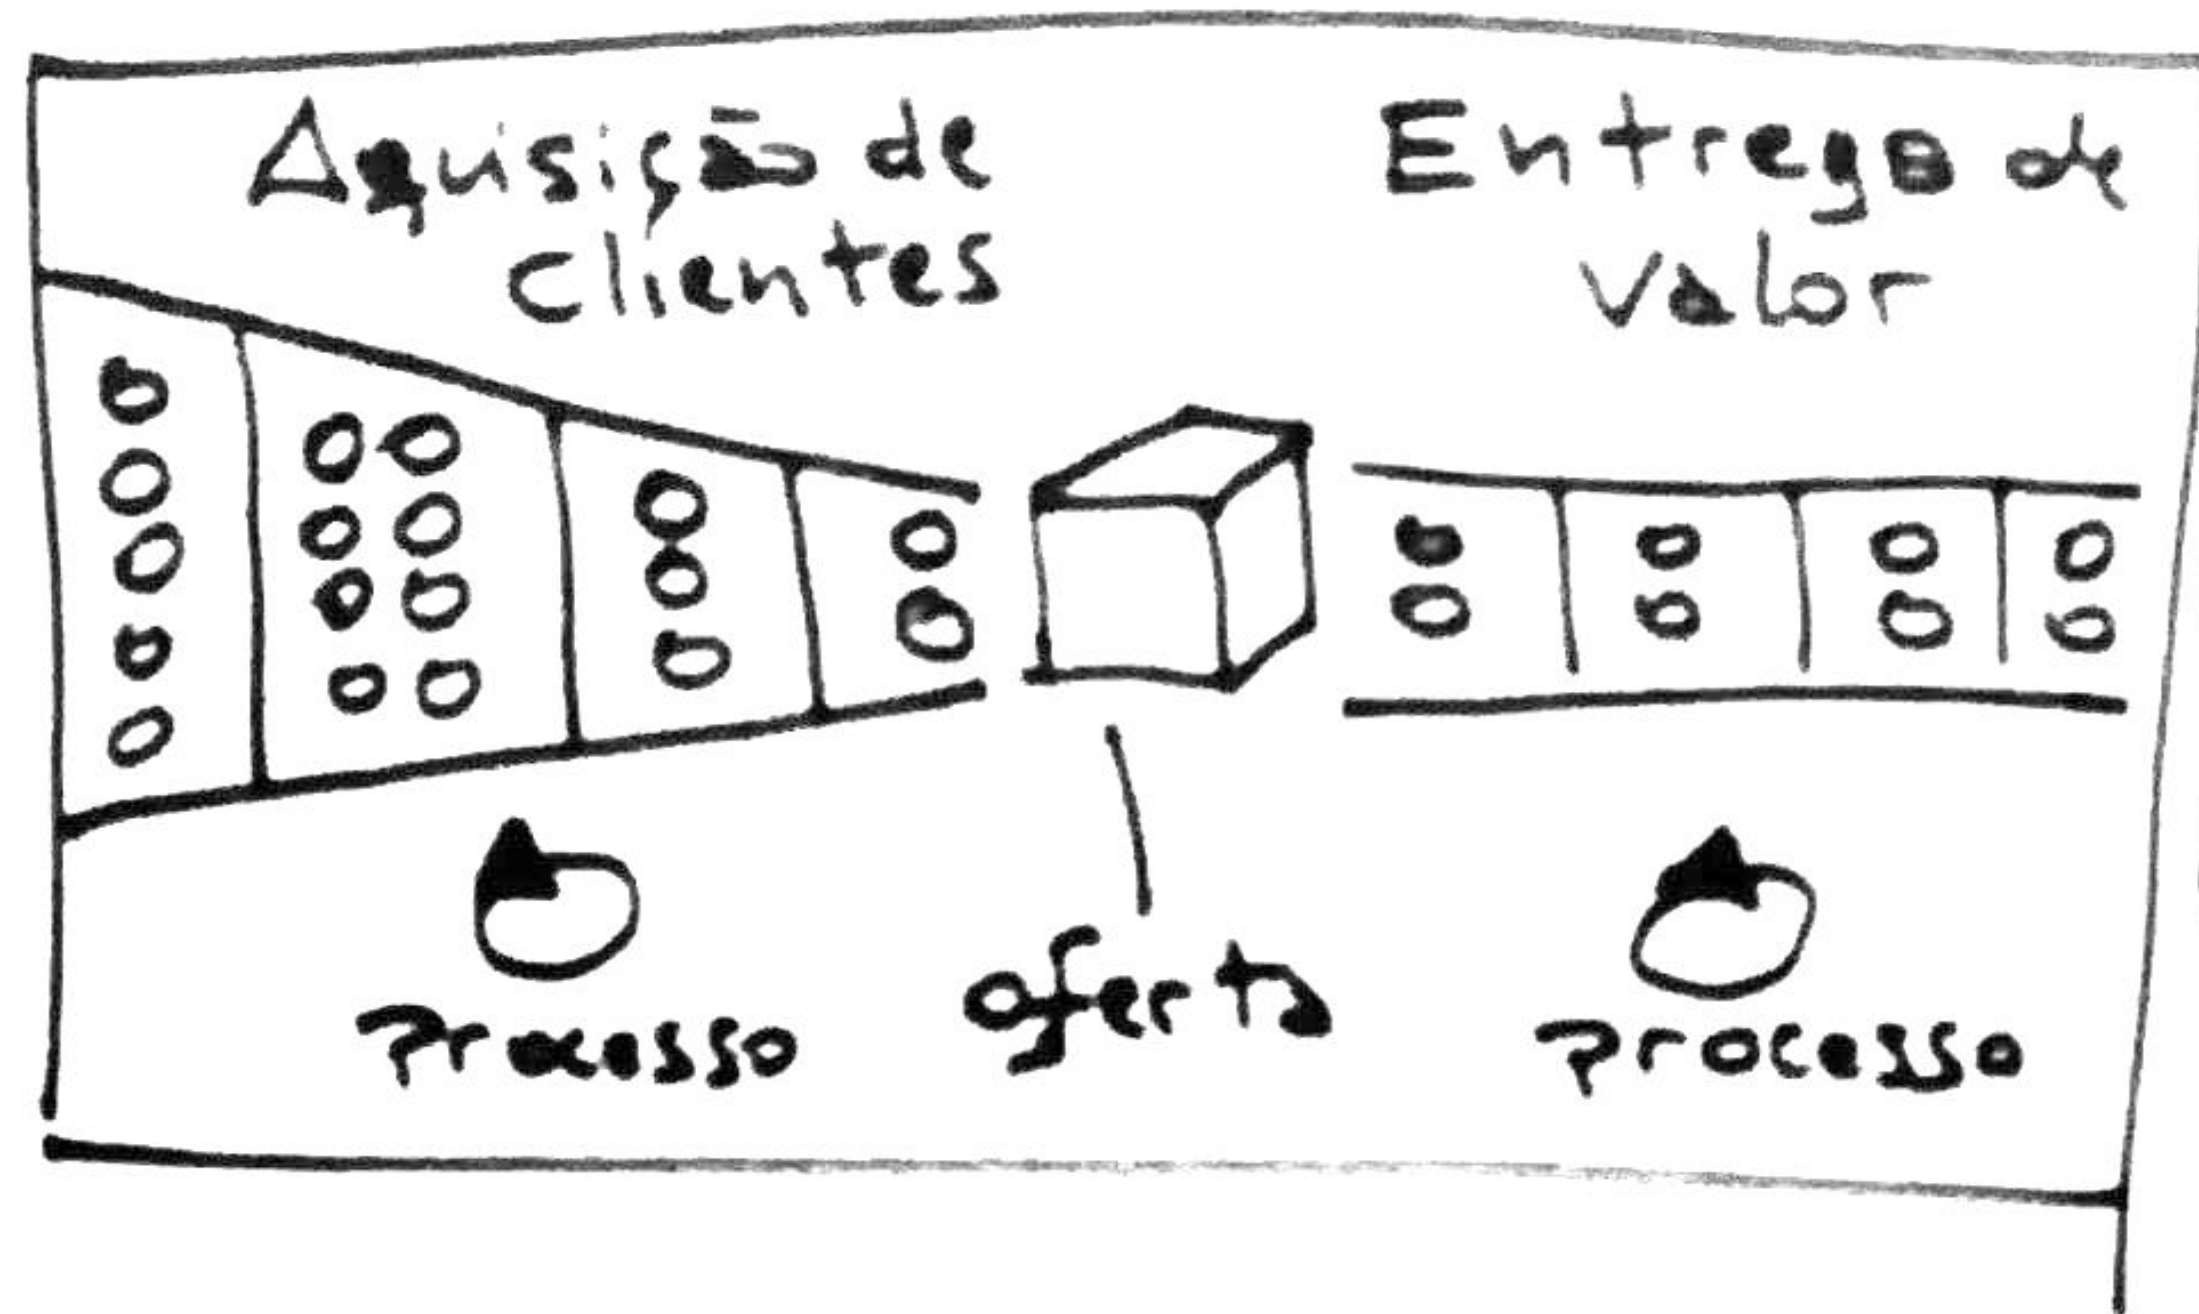 Aquisição de
Clientes
Entrega de
Valor
Processo
oferta
Processo